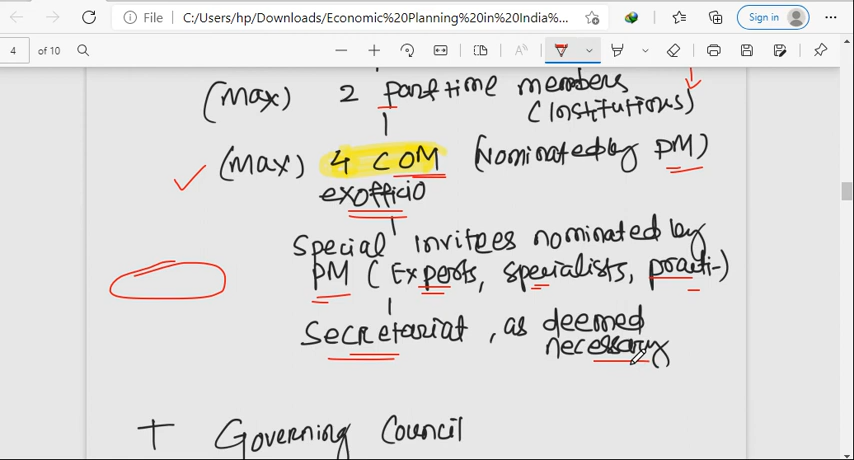 File
C:/Users/hp/Downloads/Economic%20Planning%20in%20India%...
Sign in
4 of 10
(Max) 2 part time members
(Institutions)
(Max) 4 COM (Nominated by PM)
exofficio
Special invitees nominated by
PM (Experts, specialists, practi-)
Secretariat, as deemed
necessary
+ Governing Council